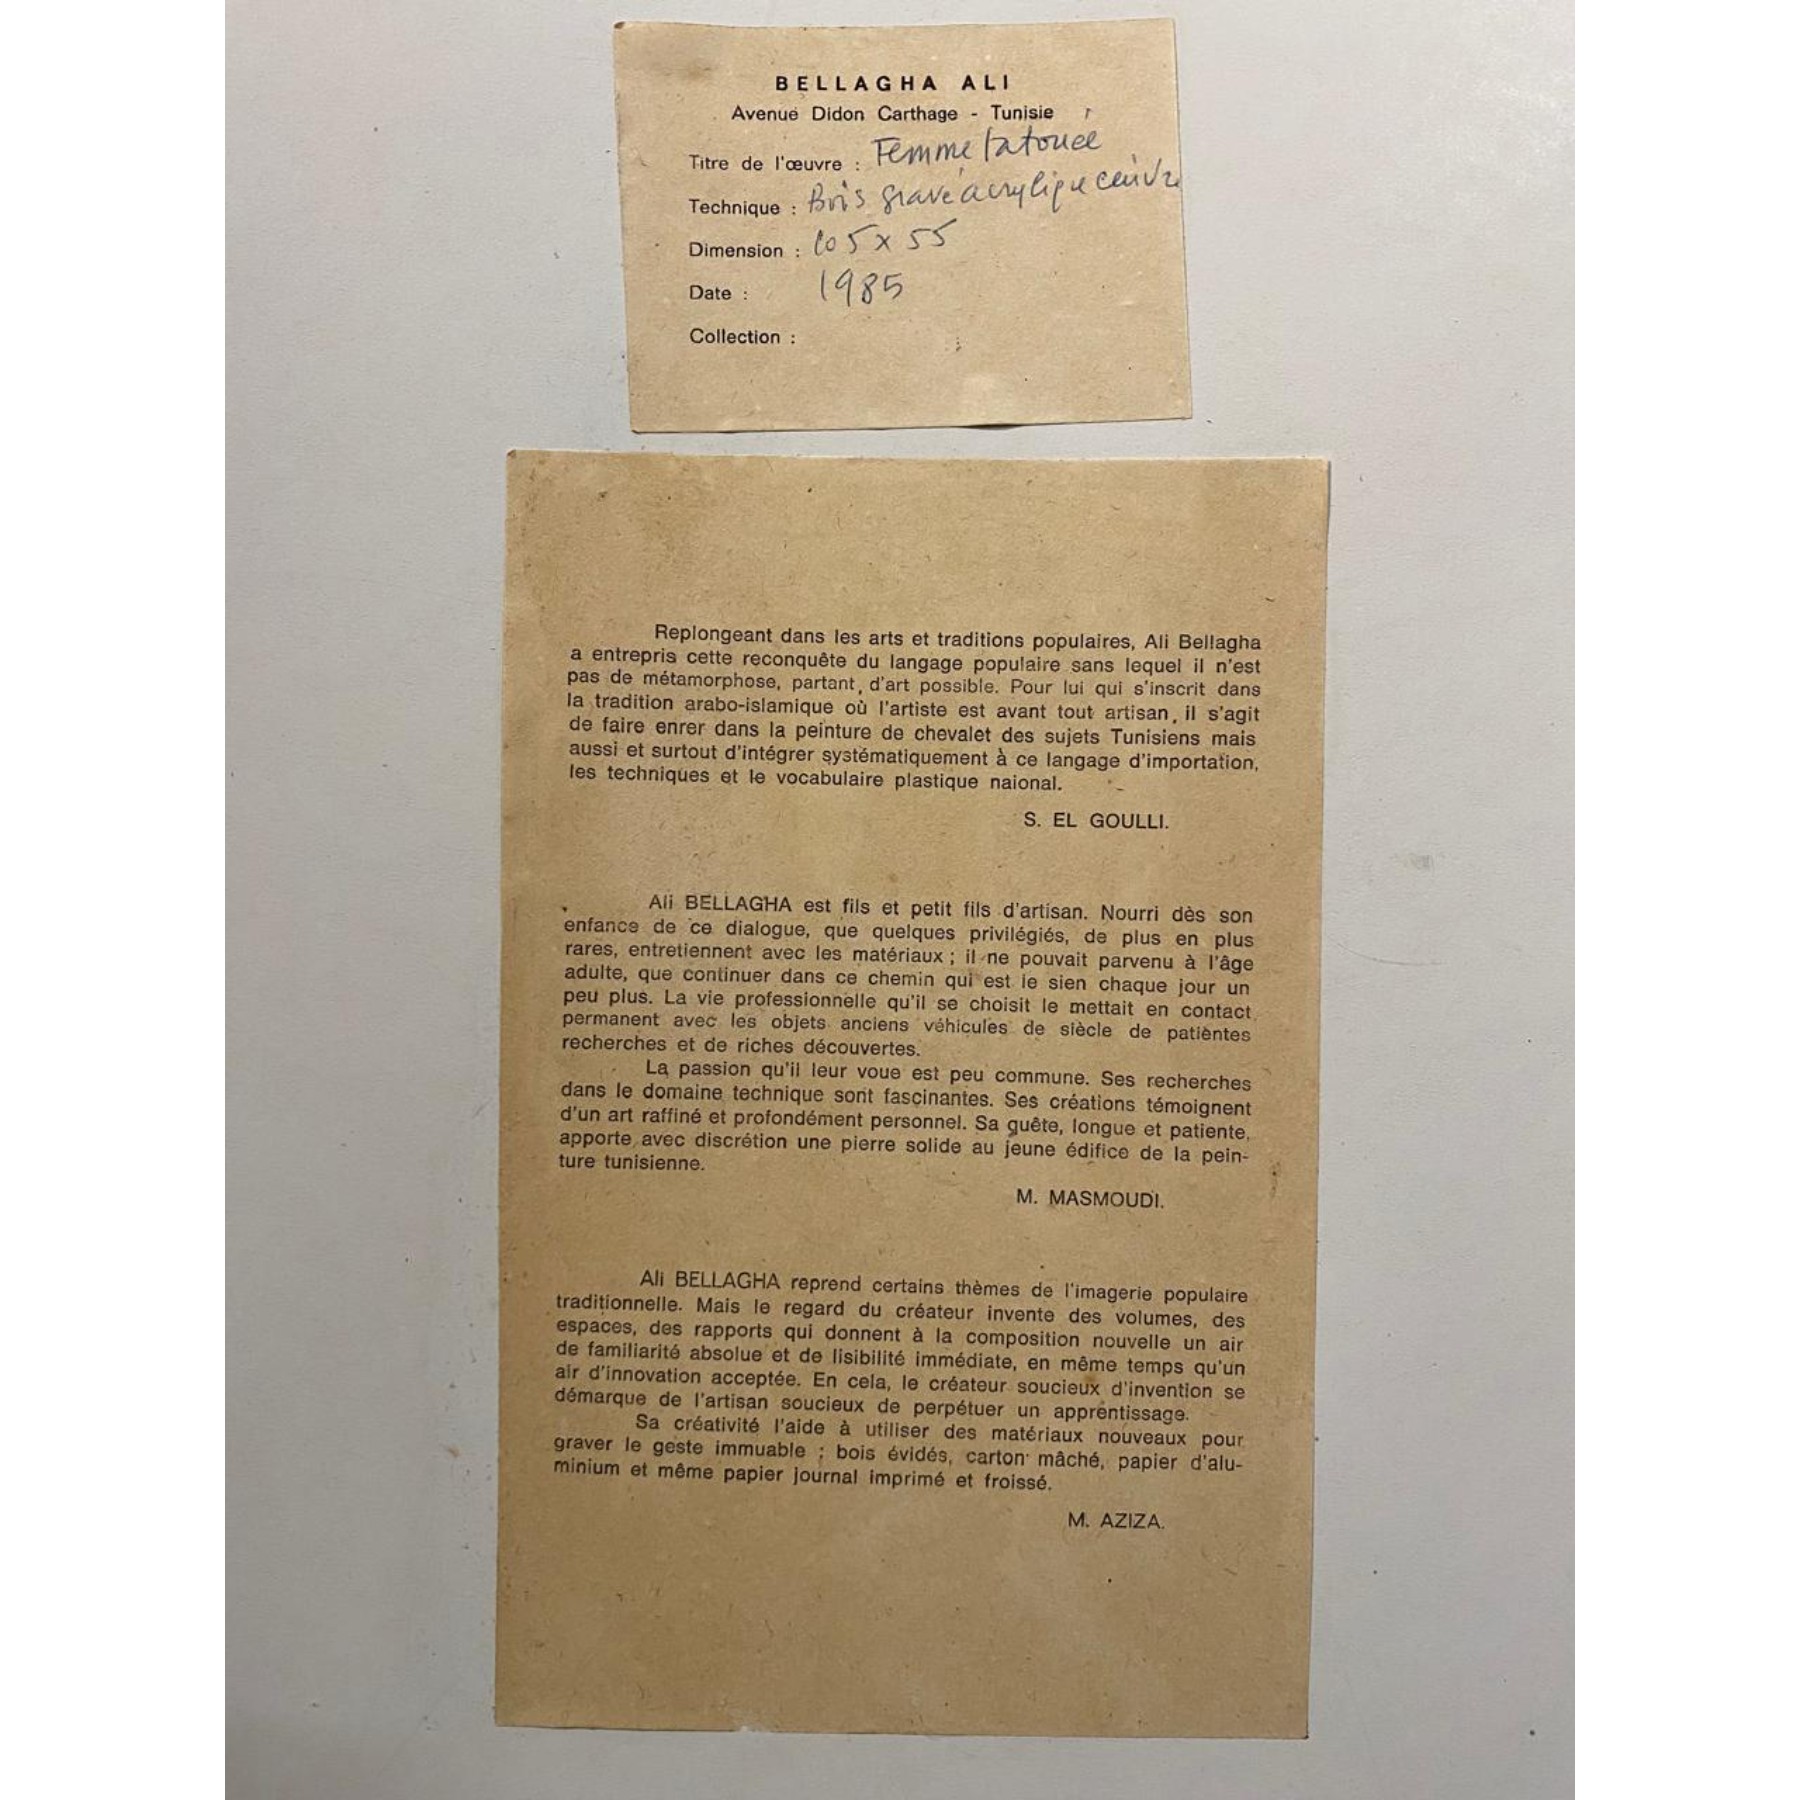 BELLAGHA ALI
Avenue Didon Carthage - Tunisie
Titre de l'œuvre : Femme tatouée
Technique : Bois gravé acrylique cuivre
Dimension : 105 x 55
Date : 1985
Collection :
Replongeant dans les arts et traditions populaires, Ali Bellagha
a entrepris cette reconquête du langage populaire sans lequel il n'est
pas de métamorphose, partant, d'art possible. Pour lui qui s'inscrit dans
la tradition arabo-islamique où l'artiste est avant tout artisan, il s'agit
de faire enrer dans la peinture de chevalet des sujets Tunisiens mais
aussi et surtout d'intégrer systématiquement à ce langage d'importation,
les techniques et le vocabulaire plastique naional.
S. EL GOULLI.
Ali BELLAGHA est fils et petit fils d'artisan. Nourri dès son
enfance de ce dialogue, que quelques privilégiés, de plus en plus
rares, entretiennent avec les matériaux ; il ne pouvait parvenu à l'âge
adulte, que continuer dans ce chemin qui est le sien chaque jour un
peu plus. La vie professionnelle qu'il se choisit le mettait en contact
permanent avec les objets anciens véhicules de siècle de patientes
recherches et de riches découvertes.
La passion qu'il leur voue est peu commune. Ses recherches
dans le domaine technique sont fascinantes. Ses créations témoignent
d'un art raffiné et profondément personnel. Sa quête, longue et patiente,
apporte avec discrétion une pierre solide au jeune édifice de la pein-
ture tunisienne.
M. MASMOUDI.
Ali BELLAGHA reprend certains thèmes de l'imagerie populaire
traditionnelle. Mais le regard du créateur invente des volumes, des
espaces, des rapports qui donnent à la composition nouvelle un air
de familiarité absolue et de lisibilité immédiate, en même temps qu'un
air d'innovation acceptée. En cela, le créateur soucieux d'invention se
démarque de l'artisan soucieux de perpétuer un apprentissage.
Sa créativité l'aide à utiliser des matériaux nouveaux pour
graver le geste immuable ; bois évidés, carton mâché, papier d'alu-
minium et même papier journal imprimé et froissé.
M. AZIZA.